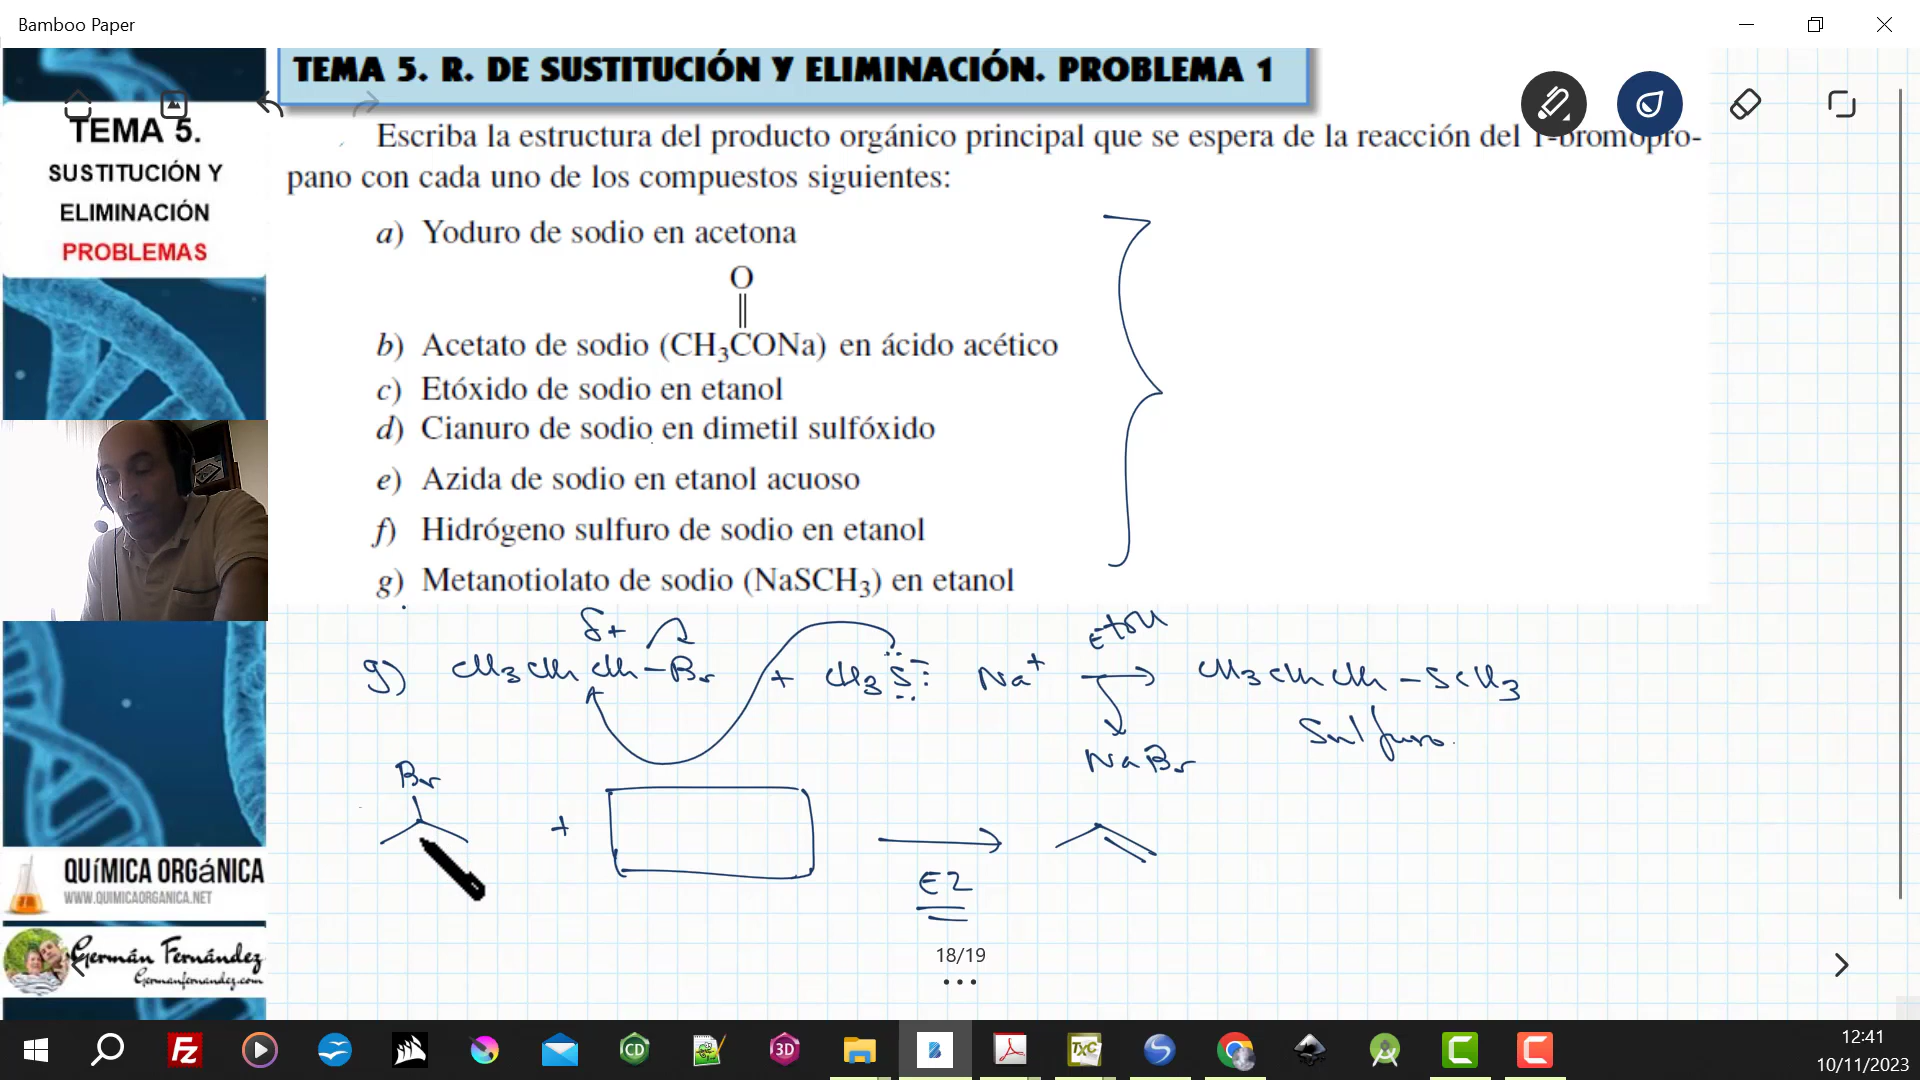 Bamboo Paper
TEMA 5. R. DE SUSTITUCIÓN Y ELIMINACIÓN. PROBLEMA 1
TEMA 5.
SUSTITUCIÓN Y
ELIMINACIÓN
PROBLEMAS
Escriba la estructura del producto orgánico principal que se espera de la reacción del 1-bromopro-
pano con cada uno de los compuestos siguientes:
a) Yoduro de sodio en acetona
O
b) Acetato de sodio (CH₃CONa) en ácido acético
c) Etóxido de sodio en etanol
d) Cianuro de sodio en dimetil sulfóxido
e) Azida de sodio en etanol acuoso
f) Hidrógeno sulfuro de sodio en etanol
g) Metanotiolato de sodio (NaSCH₃) en etanol
δ+
EtOH
g) CH₃CH₂CH₂-Br + CH₃S:⁻ Na⁺ → CH₃CH₂CH₂-SCH₃
Sulfuro
NaBr
Br
+
E2
QUÍMICA ORGÁNICA
WWW.QUIMICAORGANICA.NET
Germán Fernández
Germanfernandez.com
18/19
12:41
10/11/2023